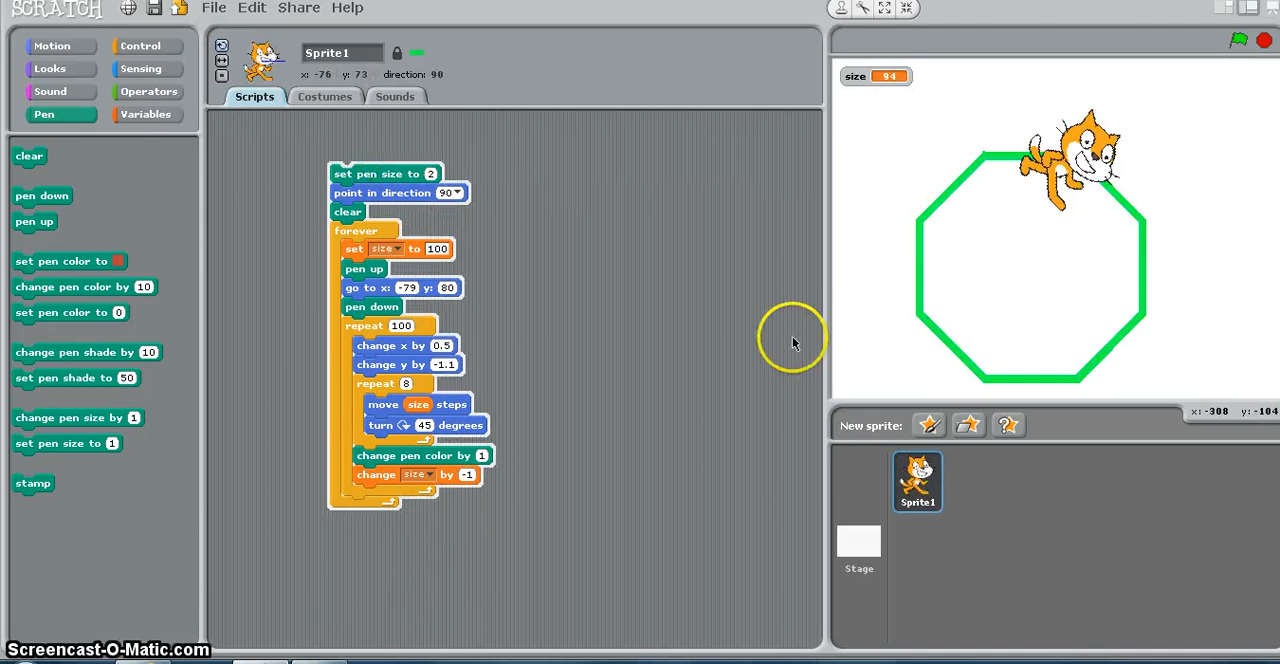 SCRATCH File Edit Share Help
Motion Control
Looks Sensing
Sound Operators
Pen Variables
clear
pen down
pen up
set pen color to
change pen color by 10
set pen color to 0
change pen shade by 10
set pen shade to 50
change pen size by 1
set pen size to 1
stamp
Sprite1
x: -76 y: 73 direction: 90
Scripts Costumes Sounds
set pen size to 2
point in direction 90
clear
forever
set size to 100
pen up
go to x: -79 y: 80
pen down
repeat 100
change x by 0.5
change y by -1.1
repeat 8
move size steps
turn 45 degrees
change pen color by 1
change size by -1
size 94
x: -308 y: -104
New sprite:
Sprite1
Stage
Screencast-O-Matic.com